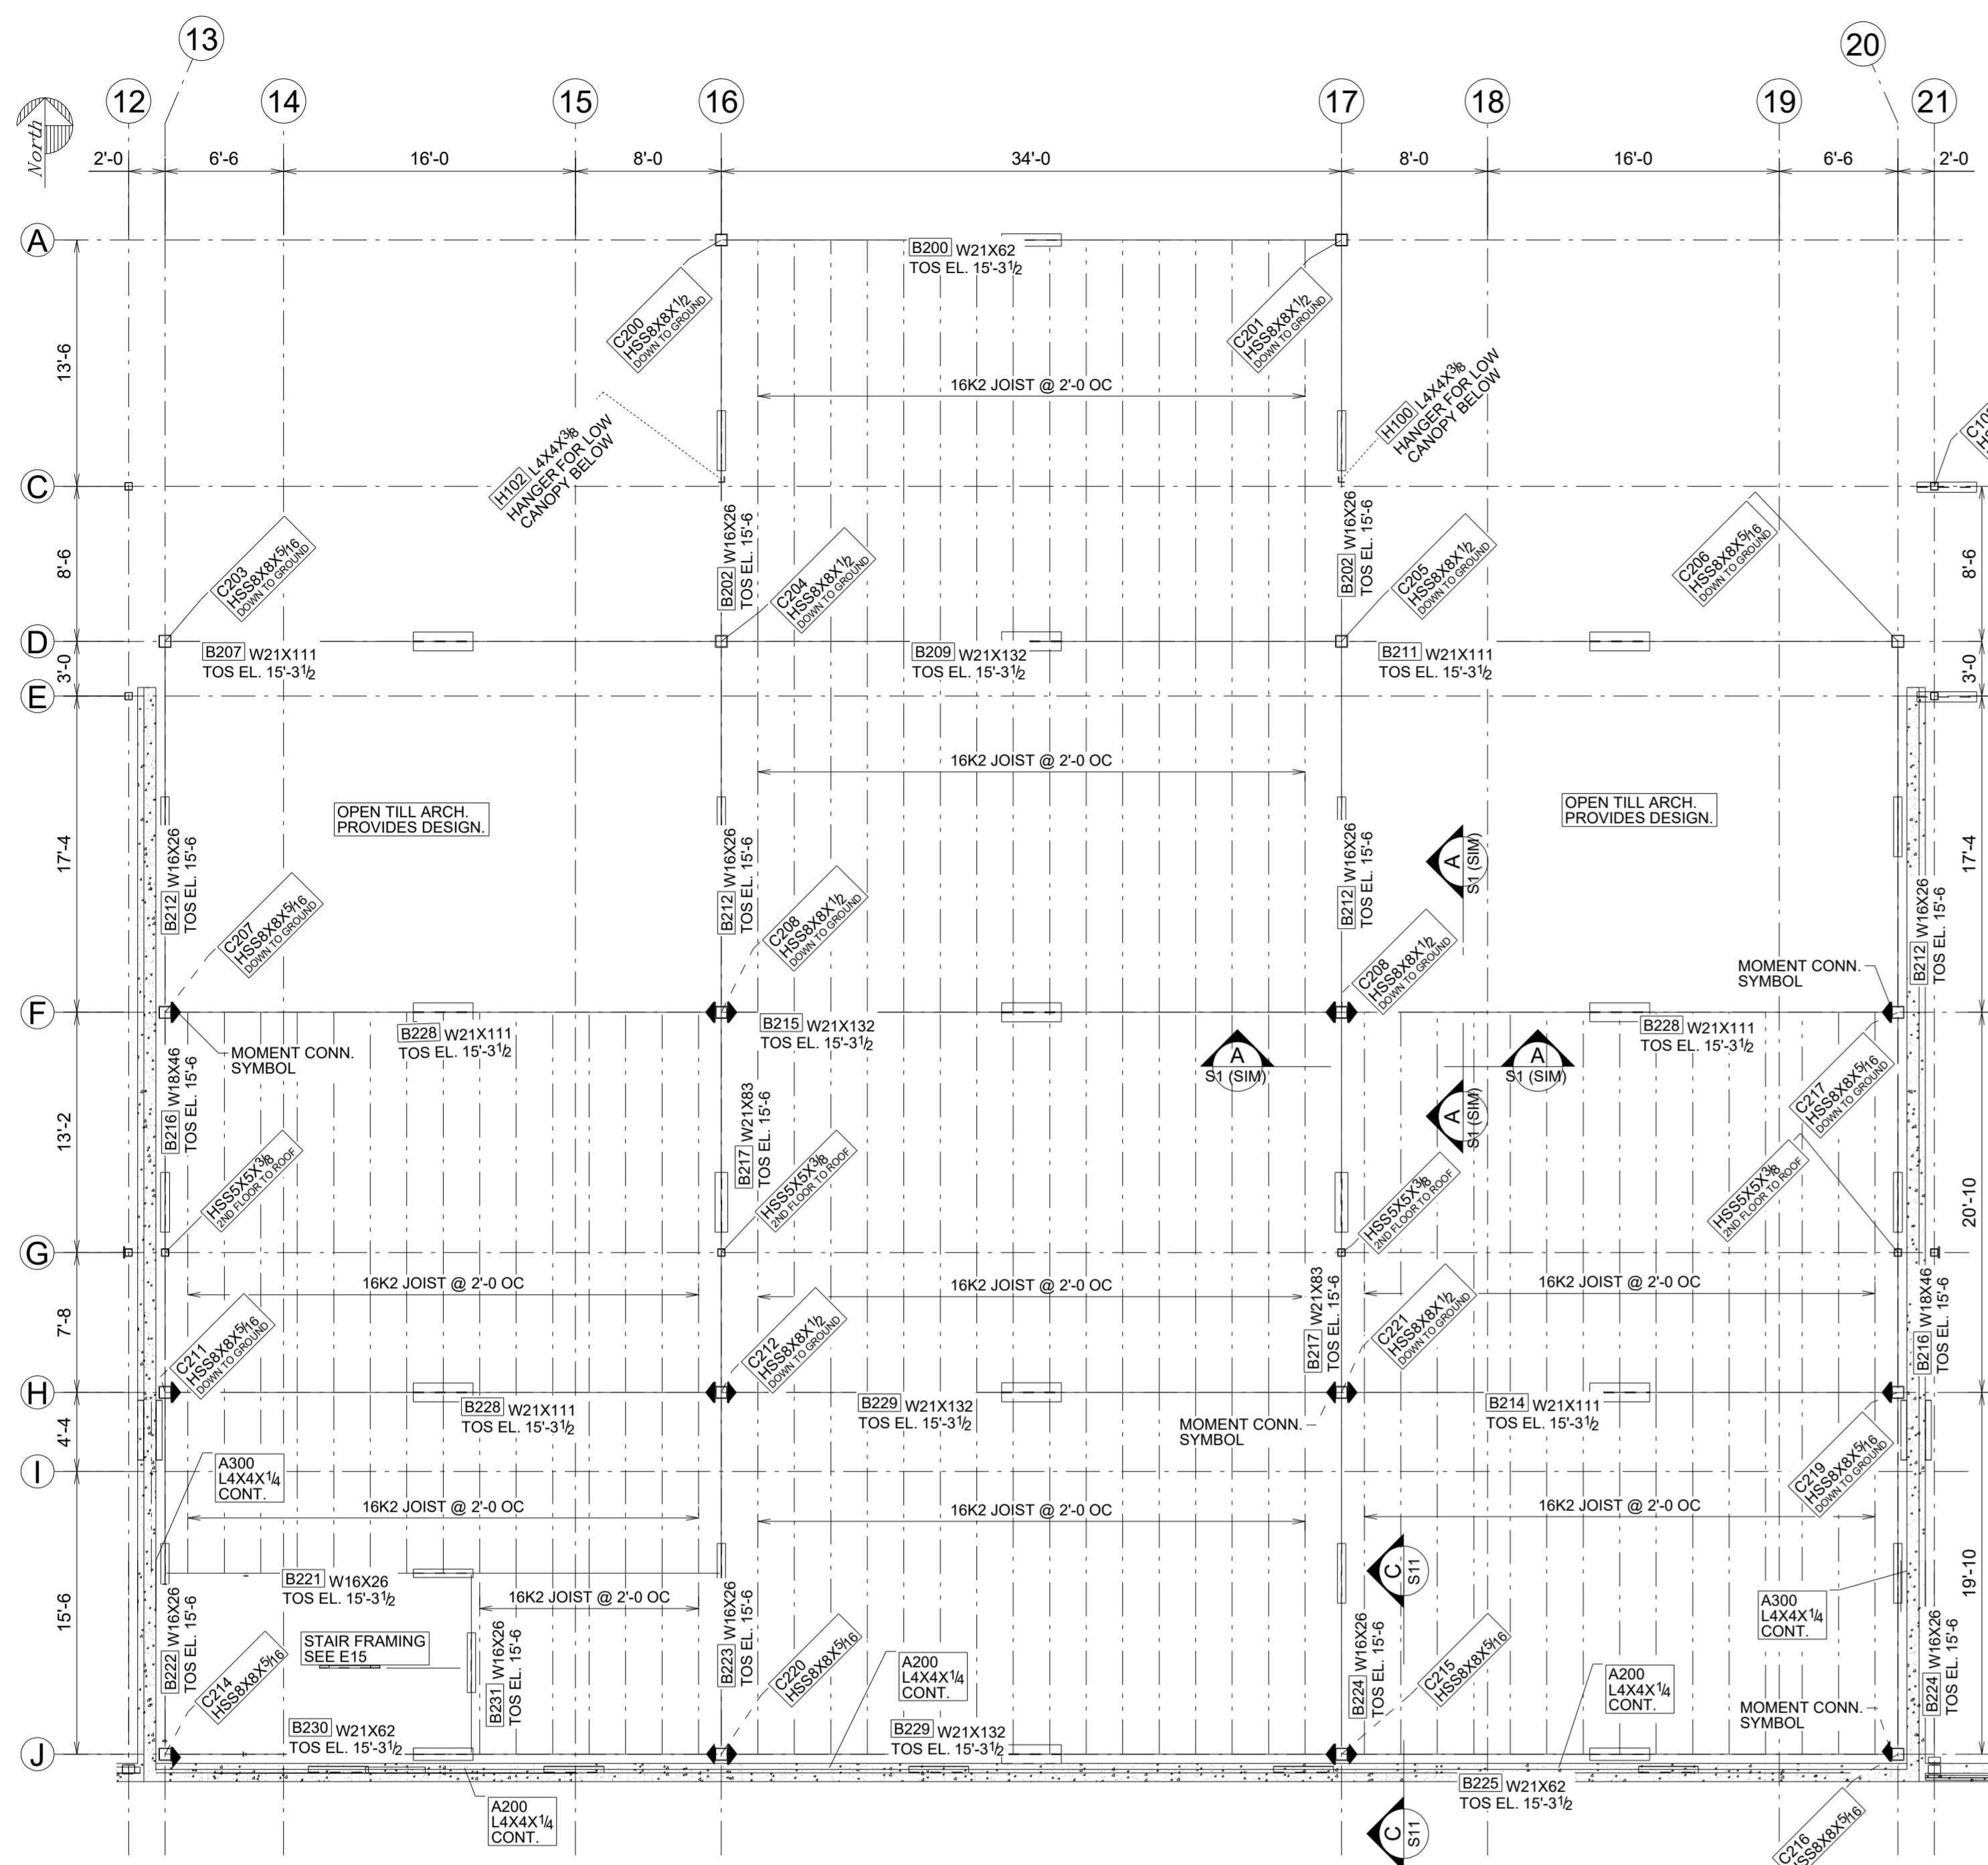 13
20
12
14
15
16
17
18
19
21
North
2'-0
6'-6
16'-0
8'-0
34'-0
8'-0
16'-0
6'-6
2'-0
A
B200 W21X62
TOS EL. 15'-3½
C200
HSS8X8X½
DOWN TO GROUND
C201
HSS8X8X½
DOWN TO GROUND
13'-6
16K2 JOIST @ 2'-0 OC
H102 L4X4X⅜
HANGER FOR LOW
CANOPY BELOW
H100 L4X4X⅜
HANGER FOR LOW
CANOPY BELOW
C
8'-6
C203
HSS8X8X5/16
DOWN TO GROUND
B202 W16X26
TOS EL. 15'-6
C204
HSS8X8X½
DOWN TO GROUND
B202 W16X26
TOS EL. 15'-6
C205
HSS8X8X½
DOWN TO GROUND
C206
HSS8X8X5/16
DOWN TO GROUND
8'-6
D
B207 W21X111
TOS EL. 15'-3½
B209 W21X132
TOS EL. 15'-3½
B211 W21X111
TOS EL. 15'-3½
3'-0
3'-0
E
16K2 JOIST @ 2'-0 OC
OPEN TILL ARCH.
PROVIDES DESIGN.
OPEN TILL ARCH.
PROVIDES DESIGN.
17'-4
17'-4
B212 W16X26
TOS EL. 15'-6
B212 W16X26
TOS EL. 15'-6
B212 W16X26
TOS EL. 15'-6
B212 W16X26
TOS EL. 15'-6
A
S1 (SIM)
C207
HSS8X8X5/16
DOWN TO GROUND
C208
HSS8X8X½
DOWN TO GROUND
C208
HSS8X8X½
DOWN TO GROUND
MOMENT CONN.
SYMBOL
F
B228 W21X111
TOS EL. 15'-3½
B215 W21X132
TOS EL. 15'-3½
B228 W21X111
TOS EL. 15'-3½
MOMENT CONN.
SYMBOL
A
S1 (SIM)
A
S1 (SIM)
A
S1 (SIM)
13'-2
20'-10
B216 W18X46
TOS EL. 15'-6
B217 W21X83
TOS EL. 15'-6
C217
HSS8X8X5/16
DOWN TO GROUND
HSS5X5X⅜
2ND FLOOR TO ROOF
HSS5X5X⅜
2ND FLOOR TO ROOF
HSS5X5X⅜
2ND FLOOR TO ROOF
HSS5X5X⅜
2ND FLOOR TO ROOF
G
16K2 JOIST @ 2'-0 OC
16K2 JOIST @ 2'-0 OC
16K2 JOIST @ 2'-0 OC
7'-8
C211
HSS8X8X5/16
DOWN TO GROUND
C212
HSS8X8X½
DOWN TO GROUND
B217 W21X83
TOS EL. 15'-6
C221
HSS8X8X½
DOWN TO GROUND
B216 W18X46
TOS EL. 15'-6
H
B228 W21X111
TOS EL. 15'-3½
B229 W21X132
TOS EL. 15'-3½
B214 W21X111
TOS EL. 15'-3½
MOMENT CONN.
SYMBOL
4'-4
C219
HSS8X8X5/16
DOWN TO GROUND
I
A300
L4X4X¼
CONT.
16K2 JOIST @ 2'-0 OC
16K2 JOIST @ 2'-0 OC
16K2 JOIST @ 2'-0 OC
15'-6
19'-10
C
S11
B221 W16X26
TOS EL. 15'-3½
16K2 JOIST @ 2'-0 OC
A300
L4X4X¼
CONT.
B222 W16X26
TOS EL. 15'-6
STAIR FRAMING
SEE E15
B231 W16X26
TOS EL. 15'-6
B223 W16X26
TOS EL. 15'-6
C220
HSS8X8X5/16
A200
L4X4X¼
CONT.
B224 W16X26
TOS EL. 15'-6
C215
HSS8X8X5/16
A200
L4X4X¼
CONT.
B224 W16X26
TOS EL. 15'-6
C214
HSS8X8X5/16
MOMENT CONN.
SYMBOL
B230 W21X62
TOS EL. 15'-3½
B229 W21X132
TOS EL. 15'-3½
J
B225 W21X62
TOS EL. 15'-3½
A200
L4X4X¼
CONT.
C
S11
C216
HSS8X8X5/16